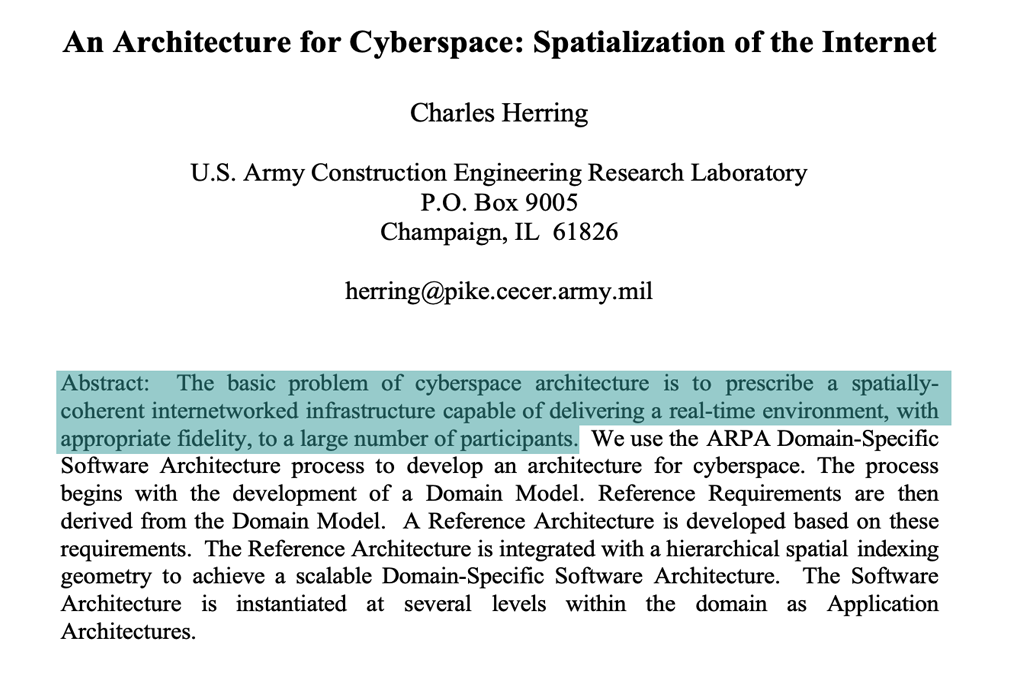 An Architecture for Cyberspace: Spatialization of the Internet
Charles Herring
U.S. Army Construction Engineering Research Laboratory
P.O. Box 9005
Champaign, IL 61826
herring@pike.cecer.army.mil
Abstract: The basic problem of cyberspace architecture is to prescribe a spatially-
coherent internetworked infrastructure capable of delivering a real-time environment, with
appropriate fidelity, to a large number of participants. We use the ARPA Domain-Specific
Software Architecture process to develop an architecture for cyberspace. The process
begins with the development of a Domain Model. Reference Requirements are then
derived from the Domain Model. A Reference Architecture is developed based on these
requirements. The Reference Architecture is integrated with a hierarchical spatial indexing
geometry to achieve a scalable Domain-Specific Software Architecture. The Software
Architecture is instantiated at several levels within the domain as Application
Architectures.